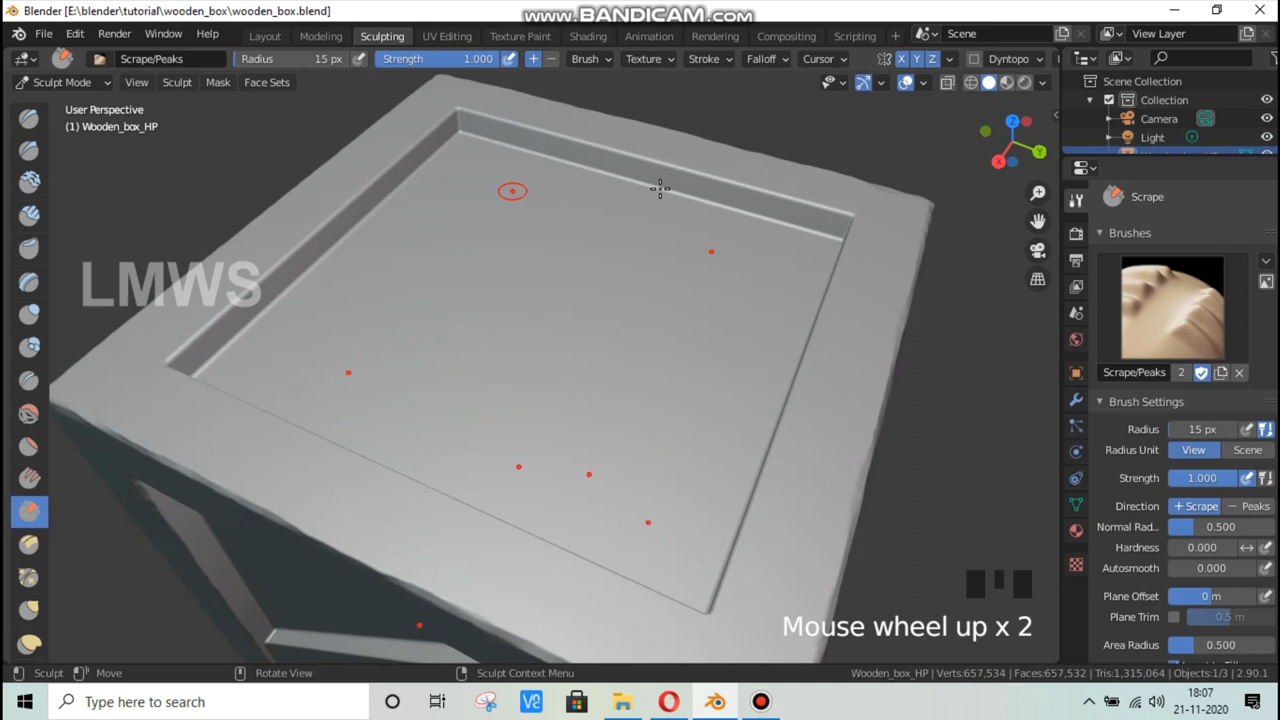 www.BANDICAM.com
Blender [E:\blender\tutorial\wooden_box\wooden_box.blend]
File Edit Render Window Help Layout Modeling Sculpting UV Editing Texture Paint Shading Animation Rendering Compositing Scripting + Scene View Layer
Scrape/Peaks Radius 15 px Strength 1.000 + − Brush Texture Stroke Falloff Cursor X Y Z Dyntopo
Sculpt Mode View Sculpt Mask Face Sets Scene Collection
User Perspective
(1) Wooden_box_HP
Collection
Camera
Light
Z
Y
X
Scrape
Brushes
LMWS
Scrape/Peaks 2
Brush Settings
Radius 15 px
Radius Unit View Scene
Strength 1.000
Direction + Scrape − Peaks
Normal Rad... 0.500
Hardness 0.000
Autosmooth 0.000
Plane Offset 0 m
Plane Trim 0.5 m
Area Radius 0.500
Mouse wheel up x 2
Sculpt Move Rotate View Sculpt Context Menu Wooden_box_HP | Verts:657,534 | Faces:657,532 | Tris:1,315,064 | Objects:1/3 | 2.90.1
Type here to search
18:07
21-11-2020